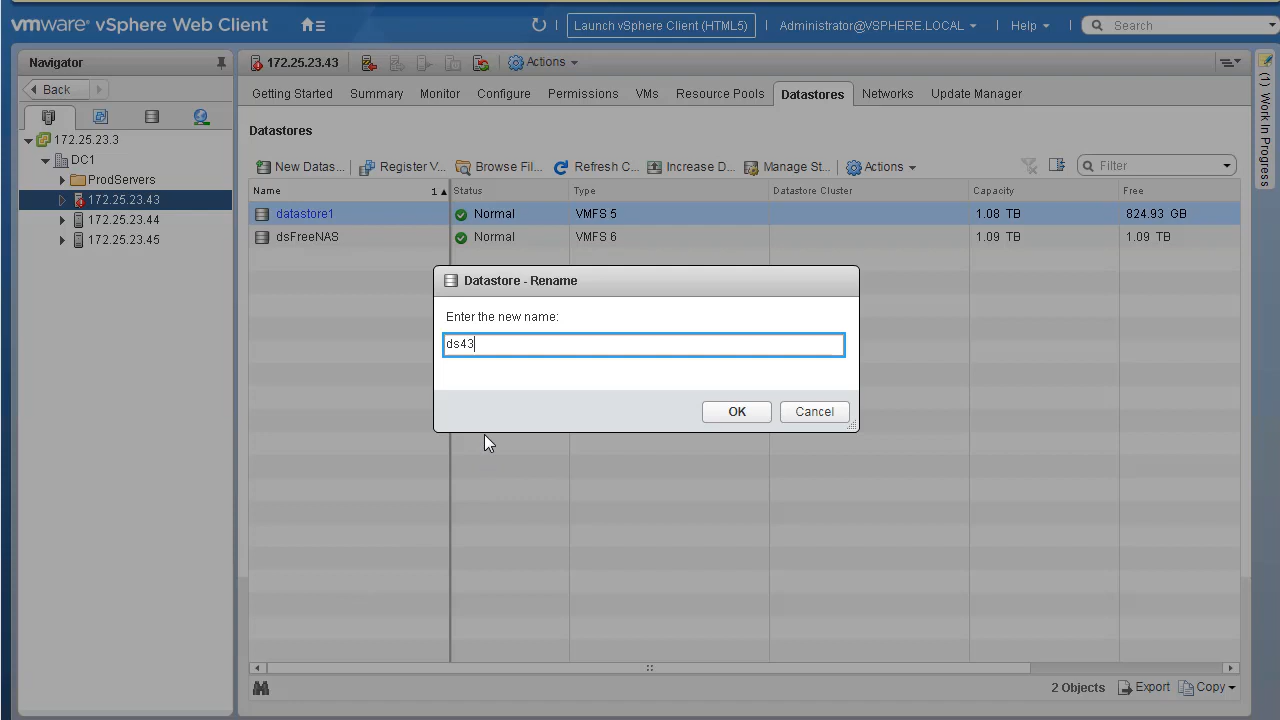 vmware® vSphere Web Client
Launch vSphere Client (HTML5)
Administrator@VSPHERE.LOCAL
Help
Search
Navigator
172.25.23.43
Actions
Back
Getting Started
Summary
Monitor
Configure
Permissions
VMs
Resource Pools
Datastores
Networks
Update Manager
(1) Work In Progress
172.25.23.3
DC1
ProdServers
172.25.23.43
172.25.23.44
172.25.23.45
Datastores
New Datas...
Register V...
Browse Fil...
Refresh C...
Increase D...
Manage St...
Actions
Filter
Name
1
Status
Type
Datastore Cluster
Capacity
Free
datastore1
Normal
VMFS 5
1.08 TB
824.93 GB
dsFreeNAS
Normal
VMFS 6
1.09 TB
1.09 TB
Datastore - Rename
Enter the new name:
ds43
OK
Cancel
2 Objects
Export
Copy